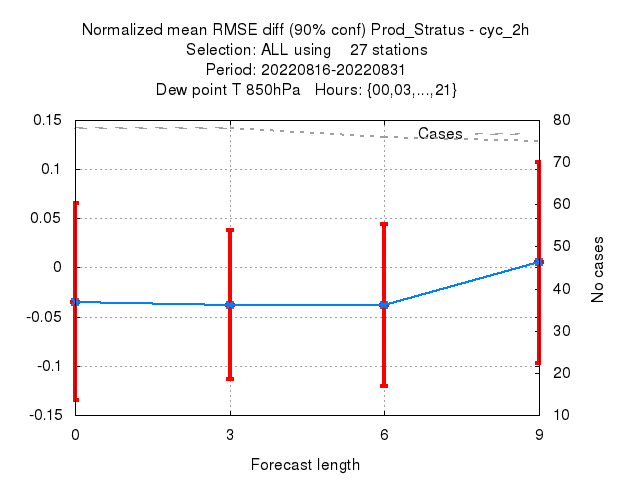 Normalized mean RMSE diff (90% conf) Prod_Stratus - cyc_2h
Selection: ALL using    27 stations
Period: 20220816-20220831
Dew point T 850hPa   Hours: {00,03,...,21}
0.15
0.1
0.05
0
-0.05
-0.1
-0.15
Cases
80
70
60
50
40
30
20
10
No cases
0
3
6
9
Forecast length